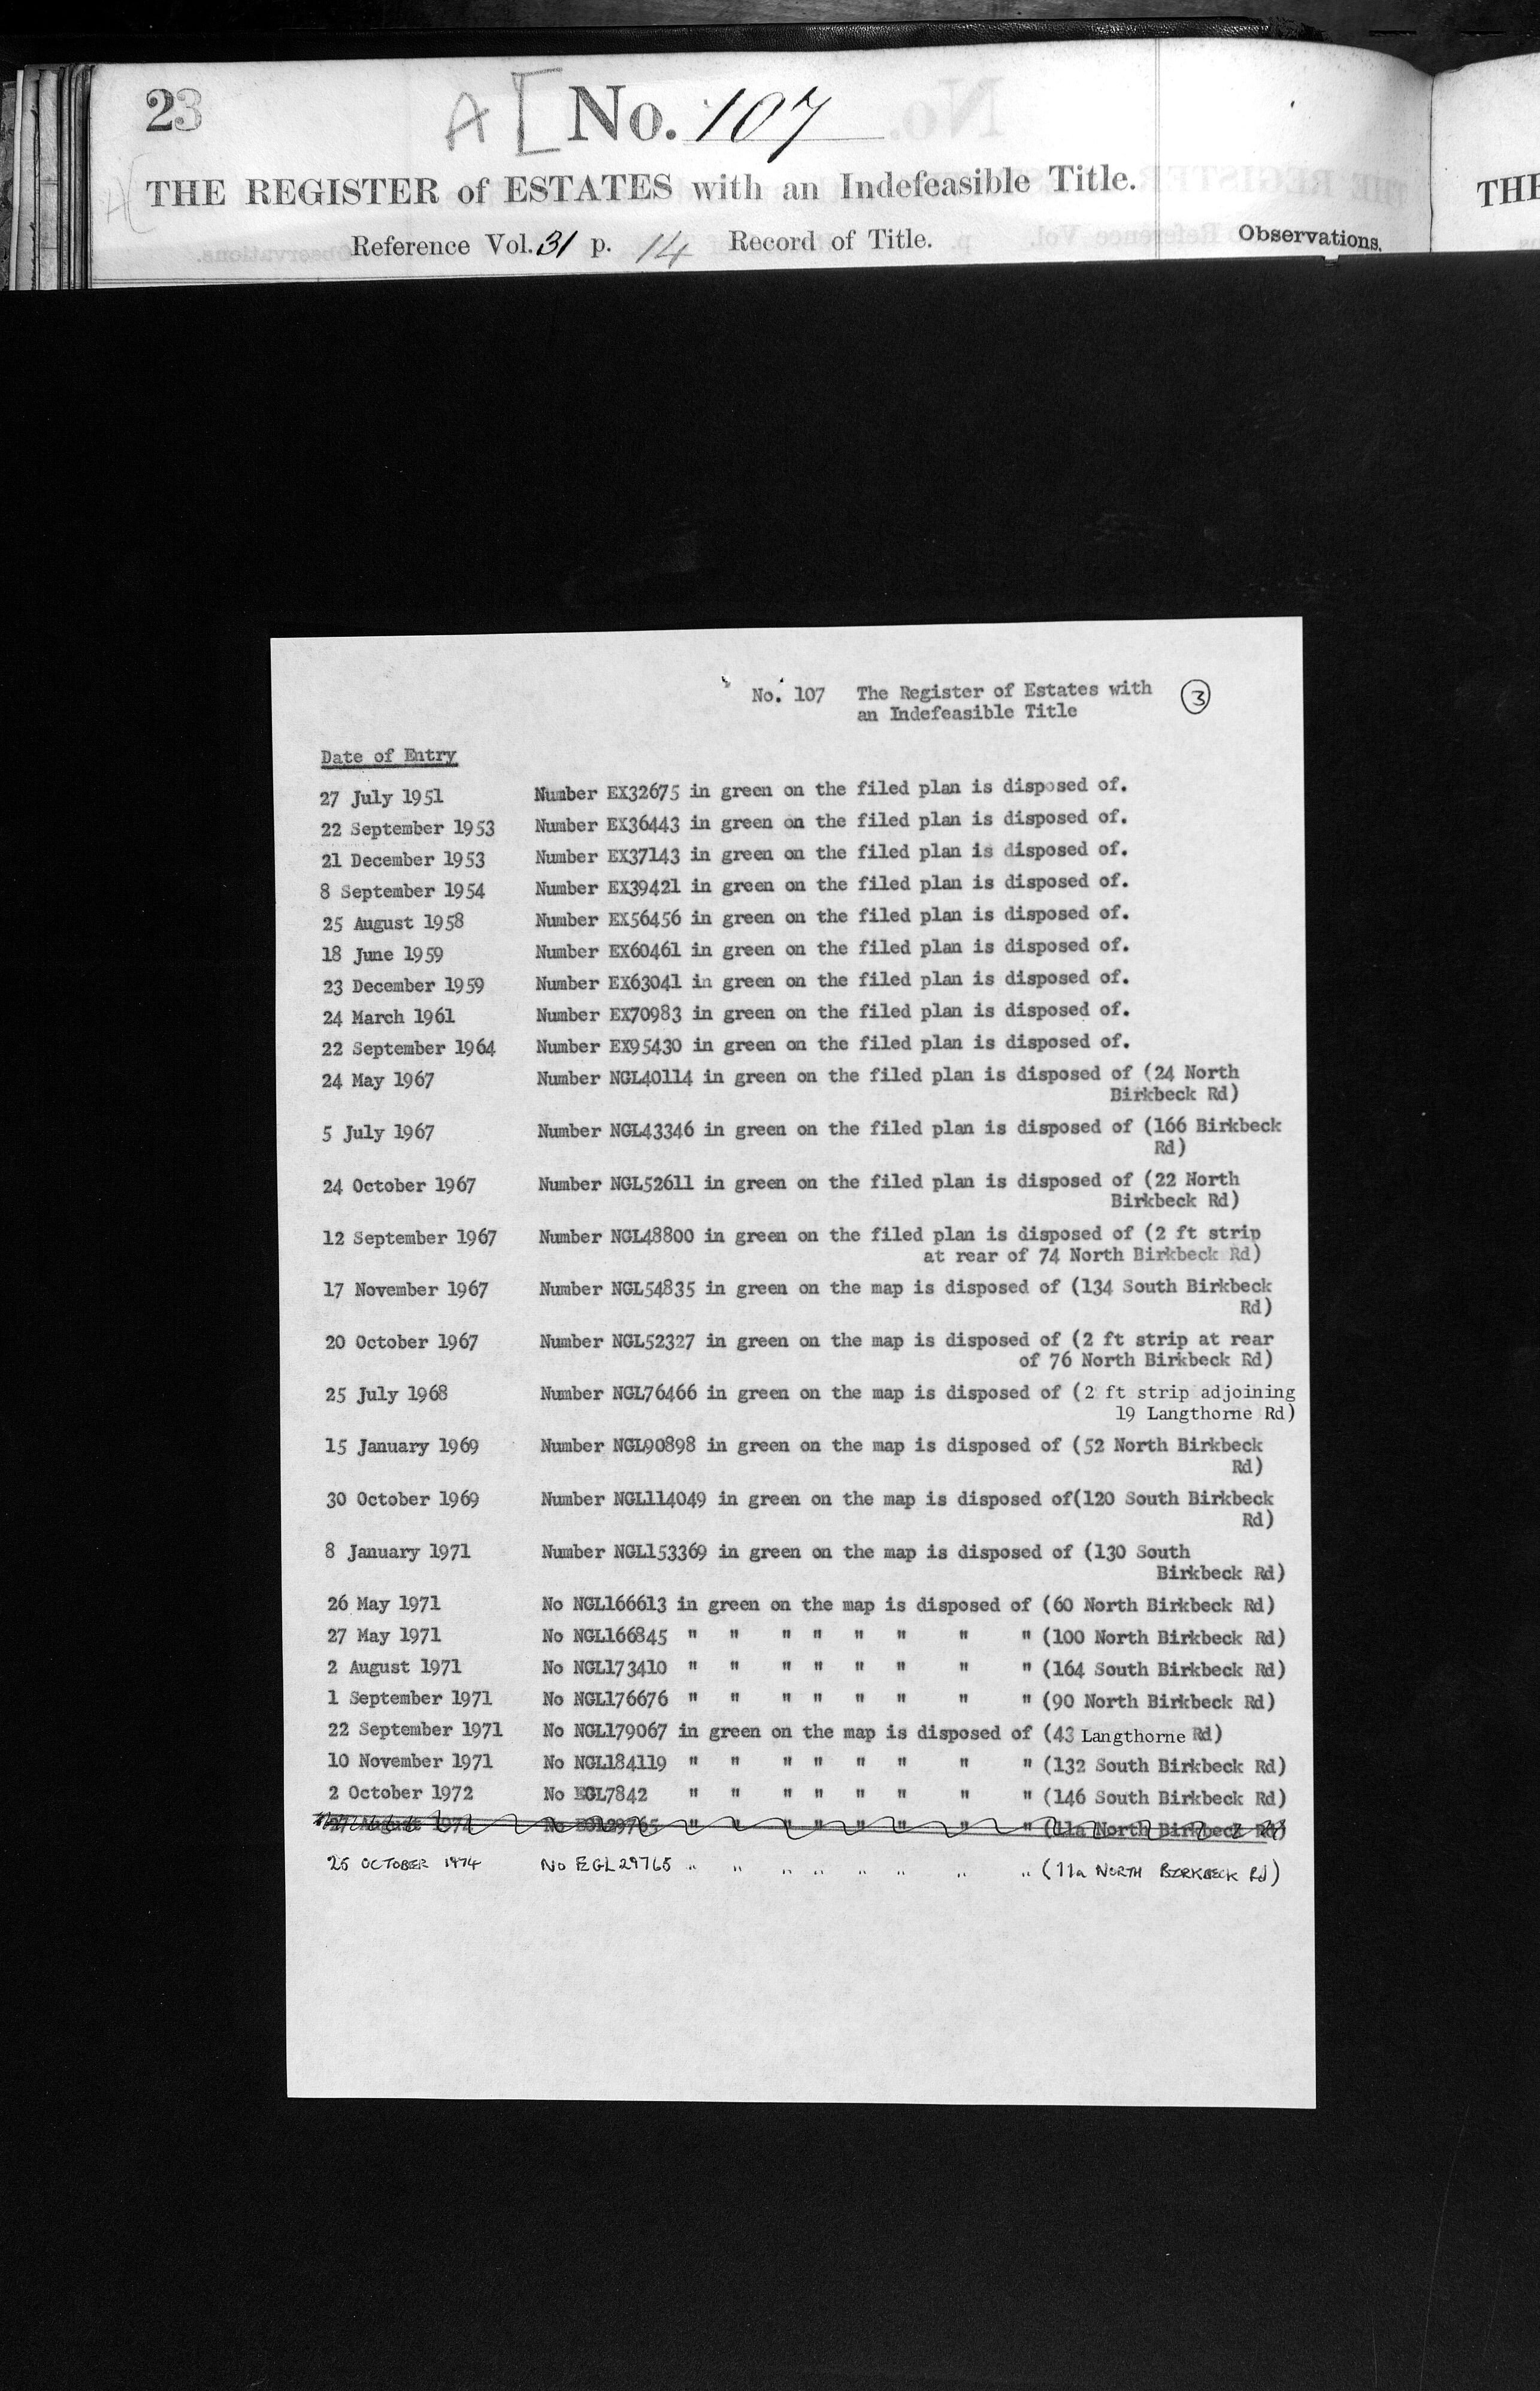 23
A [ No. 107
THE REGISTER of ESTATES with an Indefeasible Title.
Reference Vol. 31 p. 14 Record of Title.
Observations.
THE
No. 107 The Register of Estates with
an Indefeasible Title
3
Date of Entry
27 July 1951 Number EX32675 in green on the filed plan is disposed of.
22 September 1953 Number EX36443 in green on the filed plan is disposed of.
21 December 1953 Number EX37143 in green on the filed plan is disposed of.
8 September 1954 Number EX39421 in green on the filed plan is disposed of.
25 August 1958 Number EX56456 in green on the filed plan is disposed of.
18 June 1959 Number EX60461 in green on the filed plan is disposed of.
23 December 1959 Number EX63041 in green on the filed plan is disposed of.
24 March 1961 Number EX70983 in green on the filed plan is disposed of.
22 September 1964 Number EX95430 in green on the filed plan is disposed of.
24 May 1967 Number NGL40114 in green on the filed plan is disposed of (24 North
Birkbeck Rd)
5 July 1967 Number NGL43346 in green on the filed plan is disposed of (166 Birkbeck
Rd)
24 October 1967 Number NGL52611 in green on the filed plan is disposed of (22 North
Birkbeck Rd)
12 September 1967 Number NGL48800 in green on the filed plan is disposed of (2 ft strip
at rear of 74 North Birkbeck Rd)
17 November 1967 Number NGL54835 in green on the map is disposed of (134 South Birkbeck
Rd)
20 October 1967 Number NGL52327 in green on the map is disposed of (2 ft strip at rear
of 76 North Birkbeck Rd)
25 July 1968 Number NGL76466 in green on the map is disposed of (2 ft strip adjoining
19 Langthorne Rd)
15 January 1969 Number NGL90898 in green on the map is disposed of (52 North Birkbeck
Rd)
30 October 1969 Number NGL114049 in green on the map is disposed of(120 South Birkbeck
Rd)
8 January 1971 Number NGL153369 in green on the map is disposed of (130 South
Birkbeck Rd)
26 May 1971 No NGL166613 in green on the map is disposed of (60 North Birkbeck Rd)
27 May 1971 No NGL166845 " " " " " " " " (100 North Birkbeck Rd)
2 August 1971 No NGL173410 " " " " " " " " (164 South Birkbeck Rd)
1 September 1971 No NGL176676 " " " " " " " " (90 North Birkbeck Rd)
22 September 1971 No NGL179067 in green on the map is disposed of (43 Langthorne Rd)
10 November 1971 No NGL184119 " " " " " " " " (132 South Birkbeck Rd)
2 October 1972 No EGL7842 " " " " " " " " (146 South Birkbeck Rd)
August No " " " " " " " " (11a North Birkbeck Rd)
25 OCTOBER 1974 No EGL29765 " " " " " " " " (11a NORTH BIRKBECK Rd)